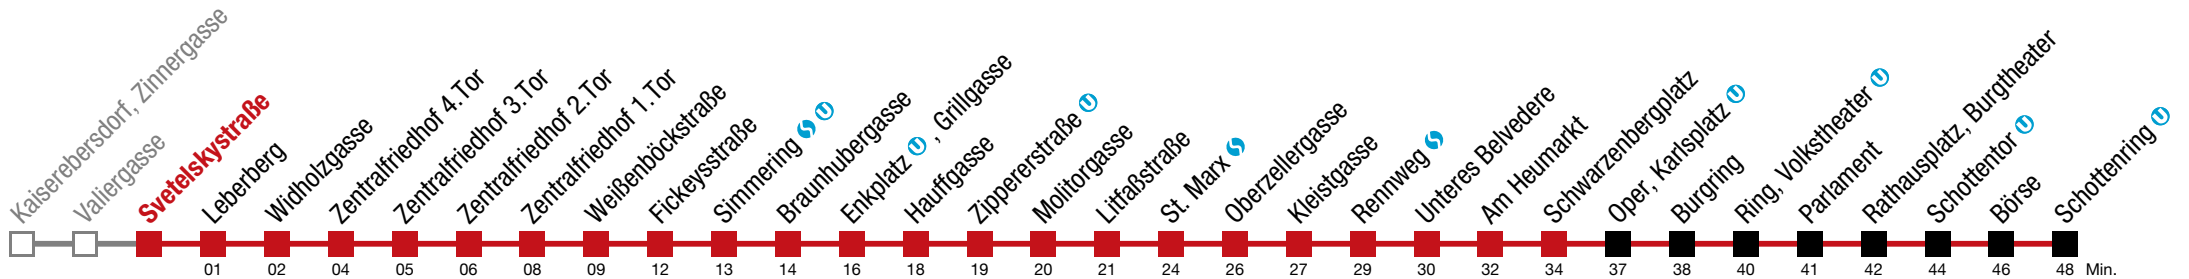 Kaiserebersdorf, Zinnergasse
Valiergasse
Svetelskystraße
Leberberg
Widholzgasse
Zentralfriedhof 4.Tor
Zentralfriedhof 3.Tor
Zentralfriedhof 2.Tor
Zentralfriedhof 1.Tor
Weißenböckstraße
Fickeysstraße
Simmering S U
Braunhubergasse
Enkplatz U , Grillgasse
Hauffgasse
Zippererstraße U
Molitorgasse
Litfaßstraße
St. Marx S
Oberzellergasse
Kleistgasse
Rennweg S
Unteres Belvedere
Am Heumarkt
Schwarzenbergplatz
Oper, Karlsplatz U
Burgring
Ring, Volkstheater U
Parlament
Rathausplatz, Burgtheater
Schottentor U
Börse
Schottenring U
01 02 04 05 06 08 09 12 13 14 16 18 19 20 21 24 26 27 29 30 32 34 37 38 40 41 42 44 46 48 Min.